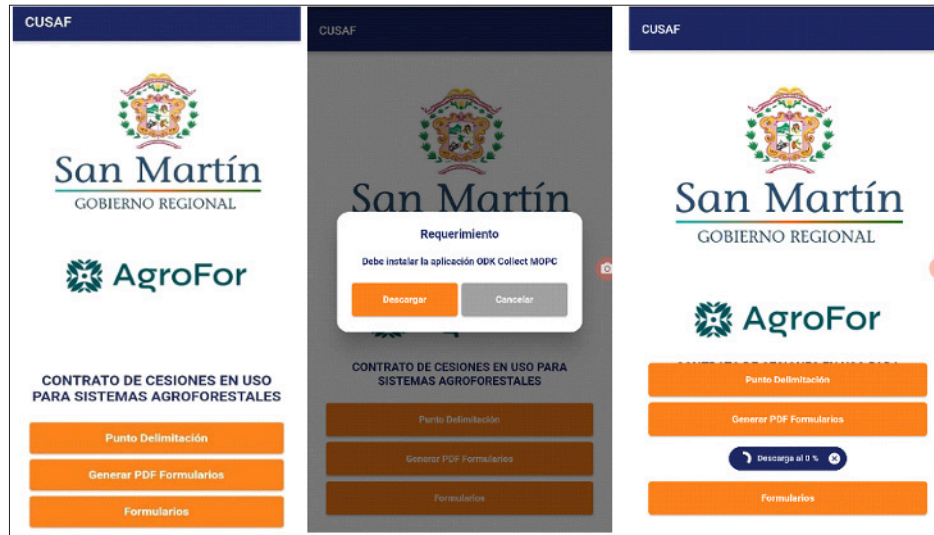 CUSAF
San Martín
GOBIERNO REGIONAL
AgroFor
CONTRATO DE CESIONES EN USO
PARA SISTEMAS AGROFORESTALES
Punto Delimitación
Generar PDF Formularios
Formularios
CUSAF
San Martín
Requerimiento
Debe instalar la aplicación ODK Collect MOPC
Descargar
Cancelar
CONTRATO DE CESIONES EN USO PARA
SISTEMAS AGROFORESTALES
Punto Delimitación
Generar PDF Formularios
Formularios
CUSAF
San Martín
GOBIERNO REGIONAL
AgroFor
Punto Delimitación
Generar PDF Formularios
Descarga al 0 %
Formularios